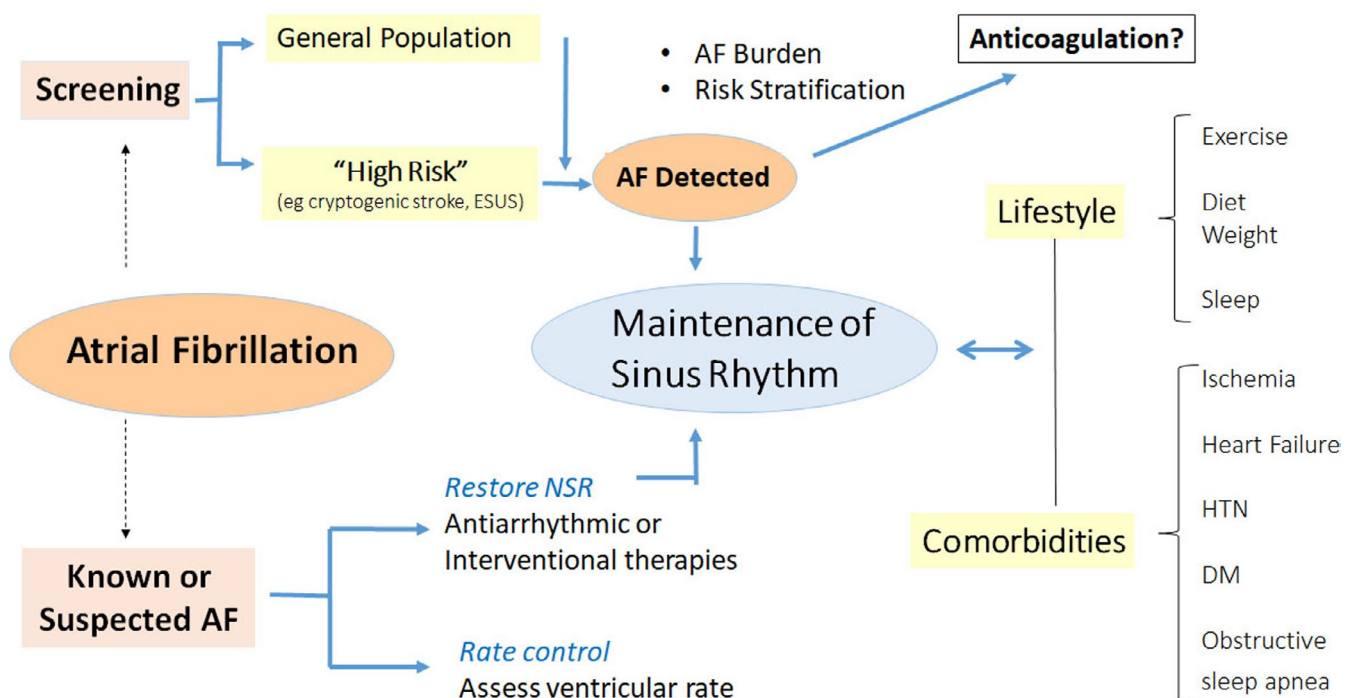 General Population
Screening
“High Risk”
(eg cryptogenic stroke, ESUS)
• AF Burden
• Risk Stratification
Anticoagulation?
AF Detected
Lifestyle
Exercise
Diet
Weight
Sleep
Atrial Fibrillation
Maintenance of
Sinus Rhythm
Comorbidities
Ischemia
Heart Failure
HTN
DM
Obstructive
sleep apnea
Known or
Suspected AF
Restore NSR
Antiarrhythmic or
Interventional therapies
Rate control
Assess ventricular rate